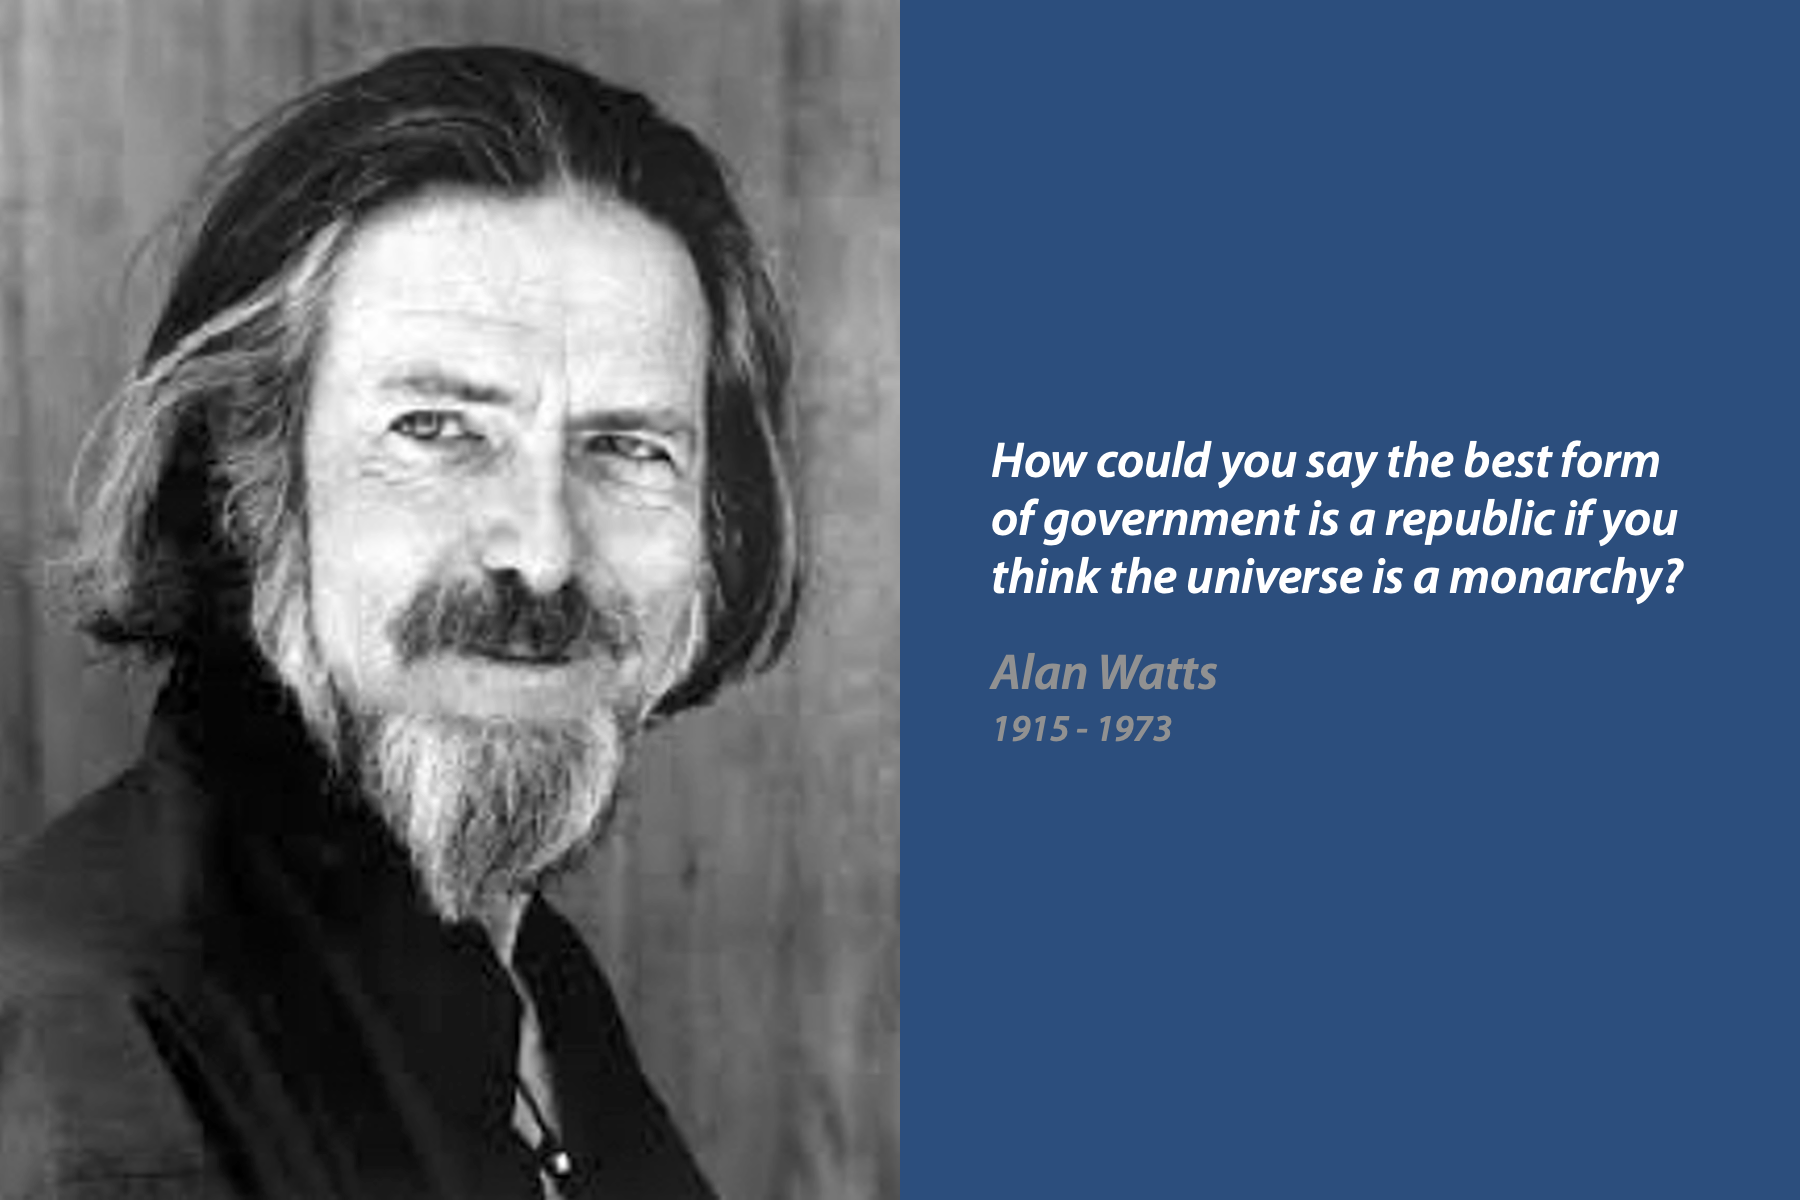 How could you say the best form
of government is a republic if you
think the universe is a monarchy?
Alan Watts
1915 - 1973